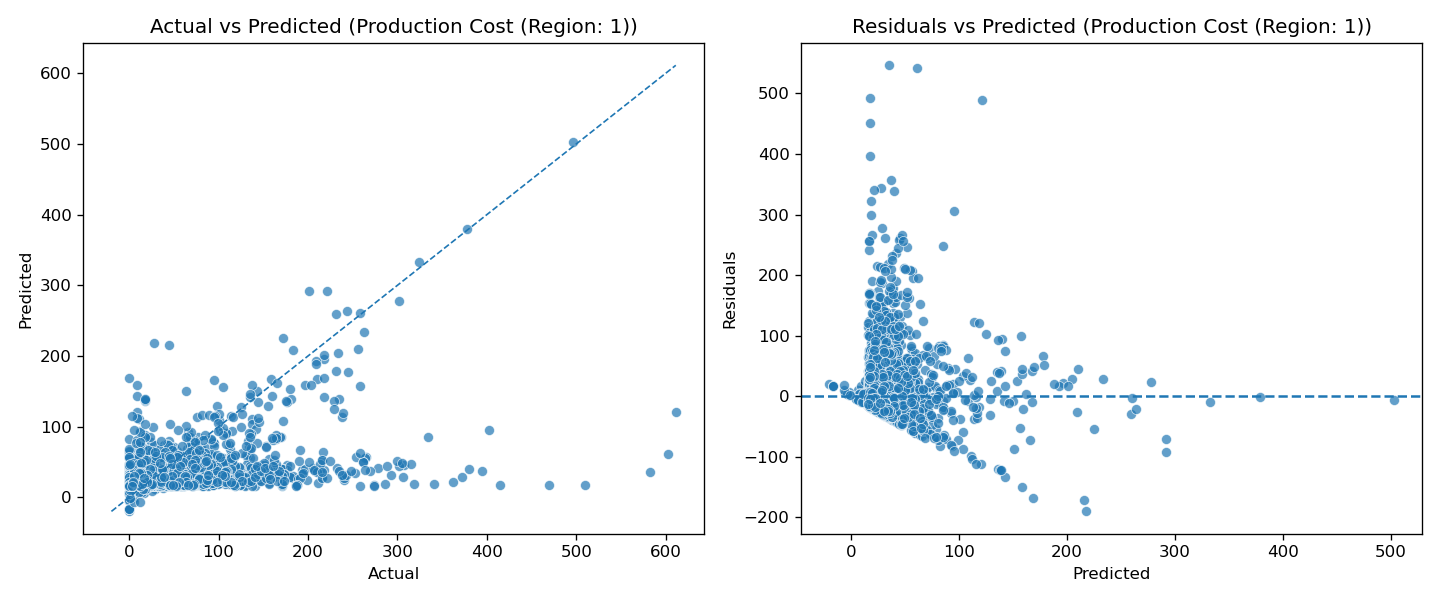 Actual vs Predicted (Production Cost (Region: 1))
600
500
400
300
200
100
0
Predicted
0 100 200 300 400 500 600
Actual
Residuals vs Predicted (Production Cost (Region: 1))
500
400
300
200
100
0
−100
−200
Residuals
0 100 200 300 400 500
Predicted